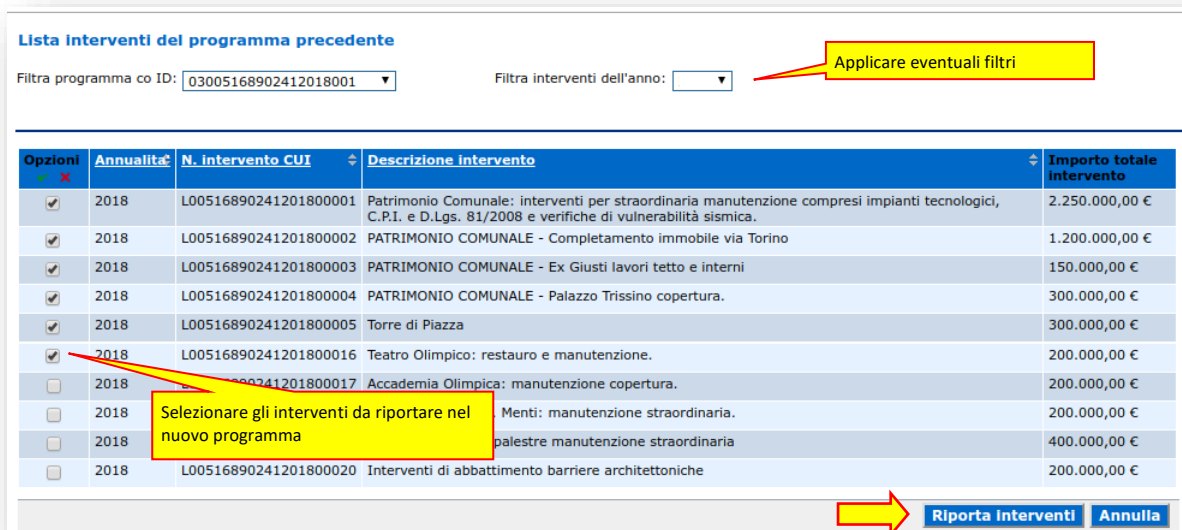 Lista interventi del programma precedente
Filtra programma co ID: 03005168902412018001 Filtra interventi dell'anno:
Applicare eventuali filtri
Opzioni Annualita' N. intervento CUI Descrizione intervento Importo totale intervento
2018 L00516890241201800001 Patrimonio Comunale: interventi per straordinaria manutenzione compresi impianti tecnologici, 2.250.000,00 €
C.P.I. e D.Lgs. 81/2008 e verifiche di vulnerabilità sismica.
2018 L00516890241201800002 PATRIMONIO COMUNALE - Completamento immobile via Torino 1.200.000,00 €
2018 L00516890241201800003 PATRIMONIO COMUNALE - Ex Giusti lavori tetto e interni 150.000,00 €
2018 L00516890241201800004 PATRIMONIO COMUNALE - Palazzo Trissino copertura. 300.000,00 €
2018 L00516890241201800005 Torre di Piazza 300.000,00 €
2018 L00516890241201800016 Teatro Olimpico: restauro e manutenzione. 200.000,00 €
2018 0241201800017 Accademia Olimpica: manutenzione copertura. 200.000,00 €
2018 . Menti: manutenzione straordinaria. 200.000,00 €
2018 palestre manutenzione straordinaria 400.000,00 €
2018 L00516890241201800020 Interventi di abbattimento barriere architettoniche 200.000,00 €
Selezionare gli interventi da riportare nel
nuovo programma
Riporta interventi Annulla